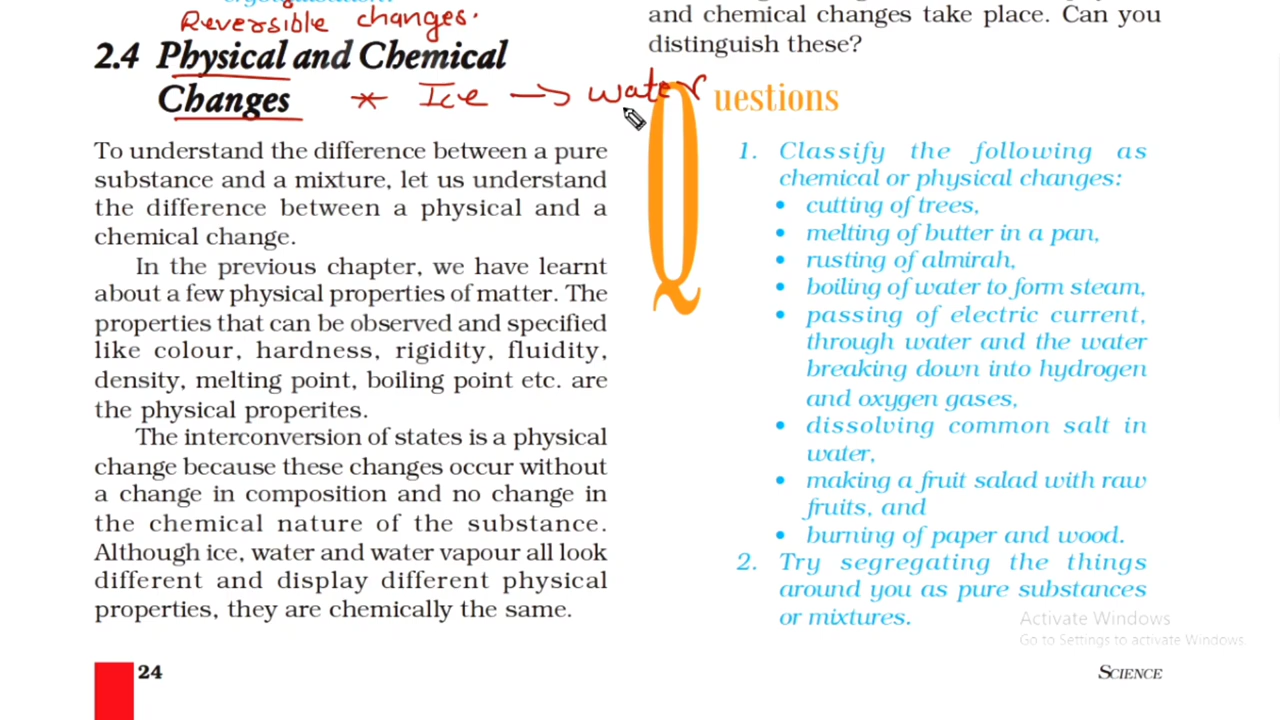 Reversible changes.
2.4 Physical and Chemical
Changes
* Ice → water
To understand the difference between a pure
substance and a mixture, let us understand
the difference between a physical and a
chemical change.
In the previous chapter, we have learnt
about a few physical properties of matter. The
properties that can be observed and specified
like colour, hardness, rigidity, fluidity,
density, melting point, boiling point etc. are
the physical properites.
The interconversion of states is a physical
change because these changes occur without
a change in composition and no change in
the chemical nature of the substance.
Although ice, water and water vapour all look
different and display different physical
properties, they are chemically the same.
24
and chemical changes take place. Can you
distinguish these?
Questions
1. Classify the following as
chemical or physical changes:
• cutting of trees,
• melting of butter in a pan,
• rusting of almirah,
• boiling of water to form steam,
• passing of electric current,
through water and the water
breaking down into hydrogen
and oxygen gases,
• dissolving common salt in
water,
• making a fruit salad with raw
fruits, and
• burning of paper and wood.
2. Try segregating the things
around you as pure substances
or mixtures.
Activate Windows
Go to Settings to activate Windows.
SCIENCE